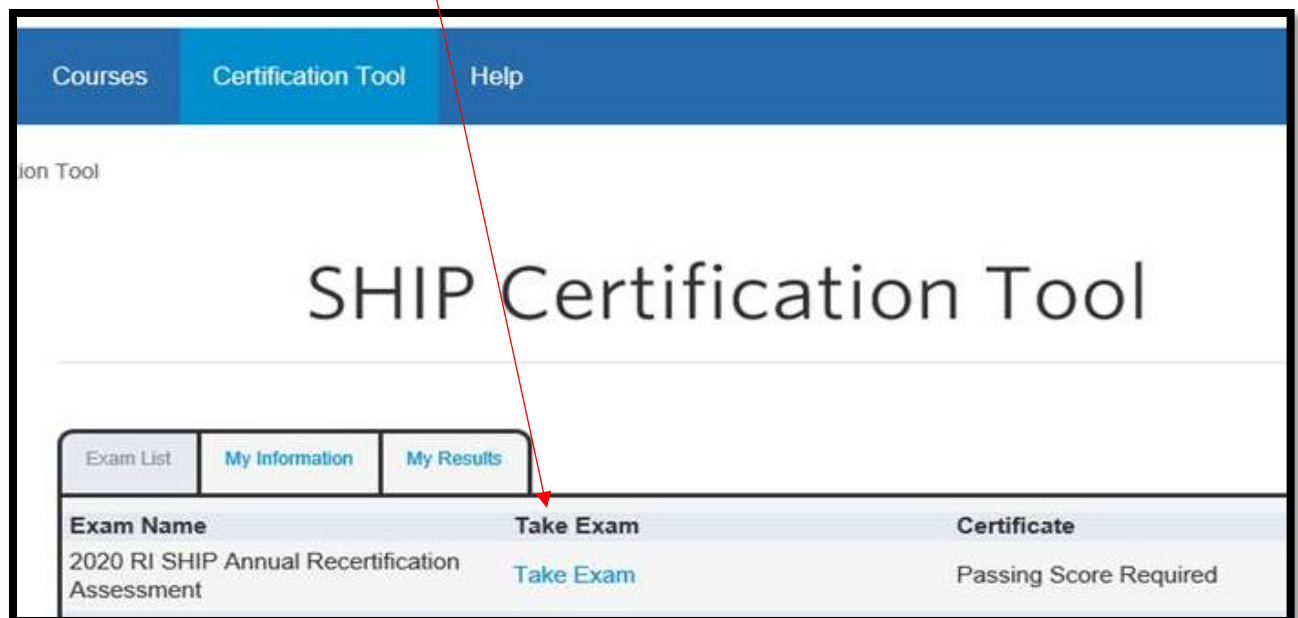 Courses Certification Tool Help
ion Tool
SHIP Certification Tool
Exam List My Information My Results
Exam Name Take Exam Certificate
2020 RI SHIP Annual Recertification Take Exam Passing Score Required
Assessment